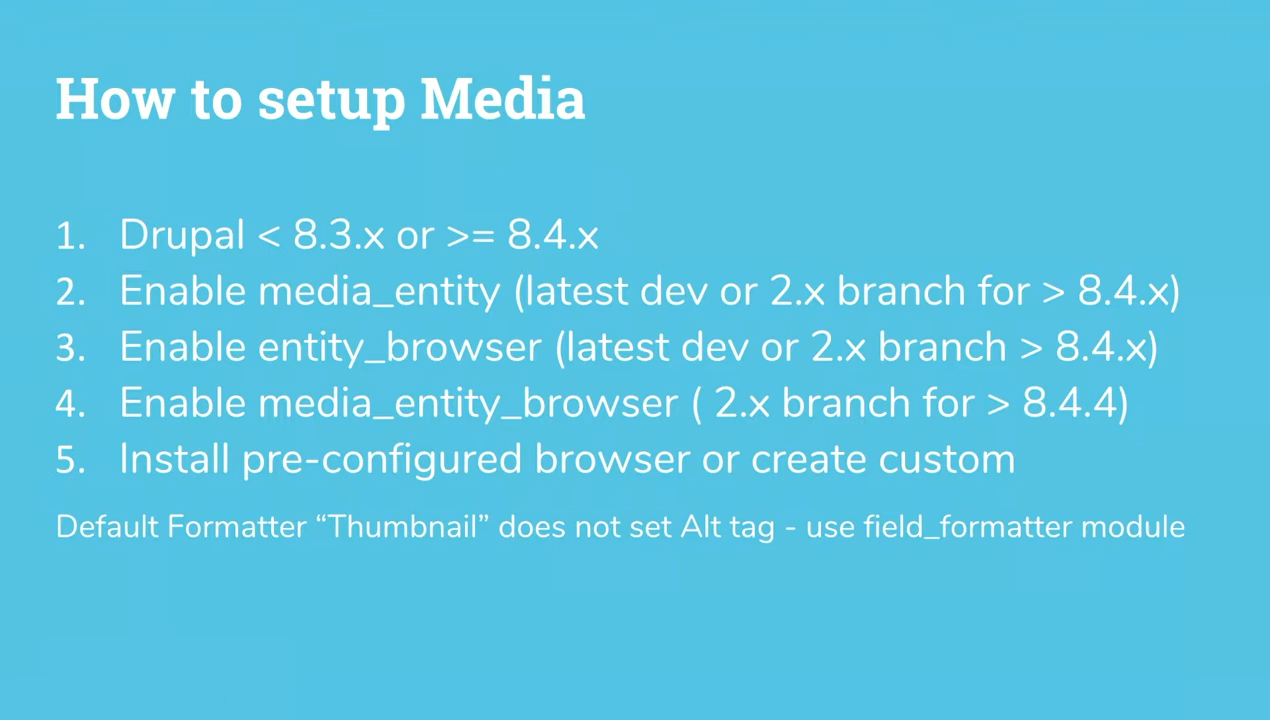 How to setup Media
1. Drupal < 8.3.x or >= 8.4.x
2. Enable media_entity (latest dev or 2.x branch for > 8.4.x)
3. Enable entity_browser (latest dev or 2.x branch > 8.4.x)
4. Enable media_entity_browser ( 2.x branch for > 8.4.4)
5. Install pre-configured browser or create custom
Default Formatter “Thumbnail” does not set Alt tag - use field_formatter module